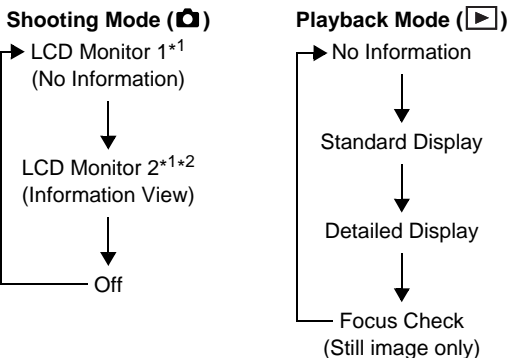 Shooting Mode ( )
LCD Monitor 1*1
(No Information)
LCD Monitor 2*1*2
(Information View)
Off
Playback Mode ( )
No Information
Standard Display
Detailed Display
Focus Check
(Still image only)